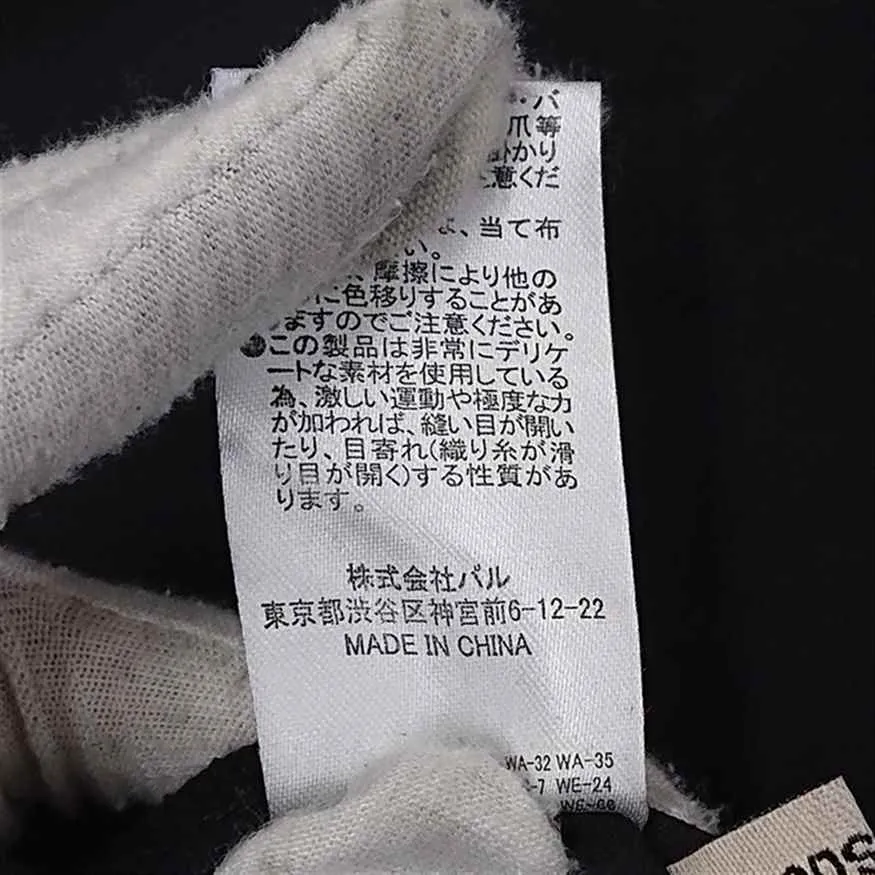 ・バ
爪等
掛かり
注意くだ
、当て布
い。
、摩擦により他の
に色移りすることがあ
ますのでご注意ください。
●この製品は非常にデリケ
ートな素材を使用している
為、激しい運動や極度な力
が加われば、縫い目が開い
たり、目寄れ(織り糸が滑
り目が開く)する性質があ
ります。
株式会社パル
東京都渋谷区神宮前6-12-22
MADE IN CHINA
WA-32 WA-35
-7 WE-24